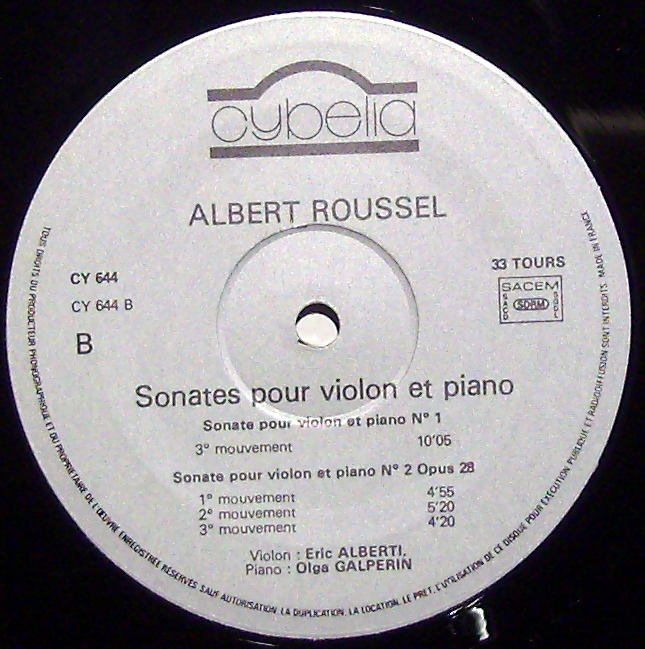 cybelia
ALBERT ROUSSEL
CY 644
CY 644 B
B
33 TOURS
SACEM
SACD
SDRM
SGDL
Sonates pour violon et piano
Sonate pour violon et piano N° 1
3° mouvement 10'05
Sonate pour violon et piano N° 2 Opus 28
1° mouvement 4'55
2° mouvement 5'20
3° mouvement 4'20
Violon : Eric ALBERTI,
Piano : Olga GALPERIN
TOUS DROITS DU PRODUCTEUR PHONOGRAPHIQUE ET DU PROPRIETAIRE DE L'ŒUVRE ENREGISTREE RESERVES SAUF AUTORISATION. LA DUPLICATION, LA LOCATION, LE PRET, L'UTILISATION DE CE DISQUE POUR EXECUTION PUBLIQUE ET RADIODIFFUSION SONT INTERDITS MADE IN FRANCE